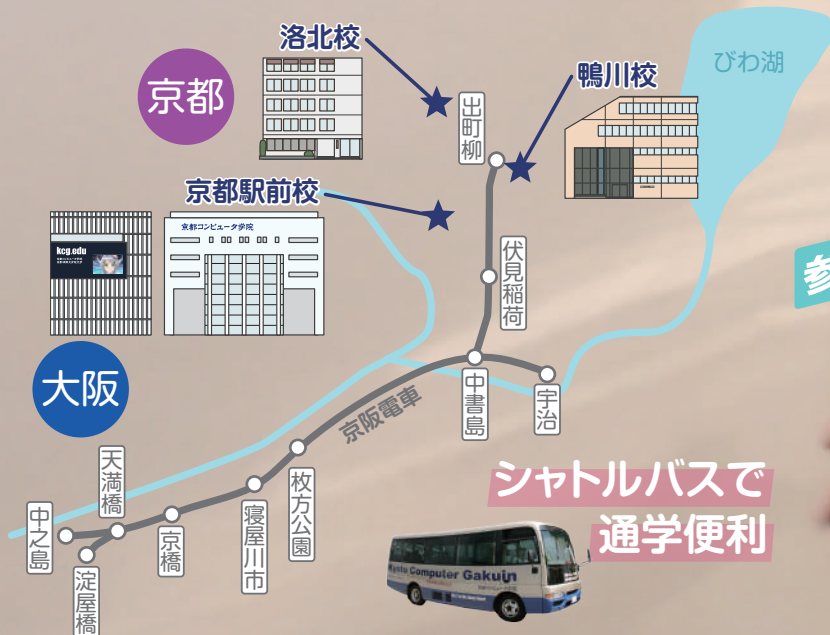 洛北校
京都
出町柳
鴨川校
びわ湖
京都駅前校
kcg.edu
京都コンピュータ学院
伏見稲荷
参
大阪
中書島
宇治
京阪電車
天満橋
枚方公園
シャトルバスで
通学便利
中之島
京橋
寝屋川市
淀屋橋
Kyoto Computer Gakuin